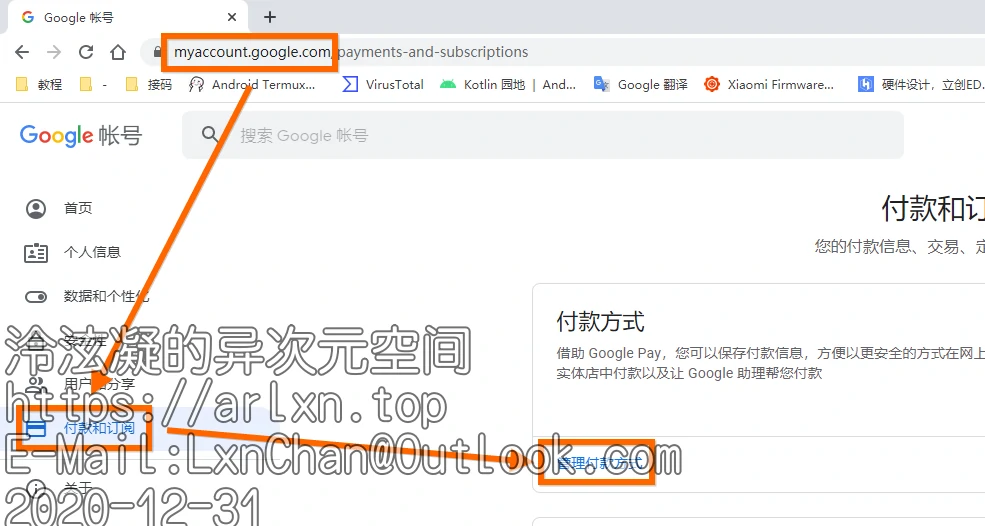 Google 帐号
myaccount.google.com/payments-and-subscriptions
教程
-
接码
Android Termux...
VirusTotal
Kotlin 园地 | And...
Google 翻译
Xiaomi Firmware...
硬件设计，立创ED.
Google 帐号
搜索 Google 帐号
首页
付款和订
个人信息
您的付款信息、交易、定
数据和个性化
付款方式
安全性
借助 Google Pay，您可以保存付款信息，方便以更安全的方式在网上
实体店中付款以及让 Google 助理帮您付款
用户和分享
付款和订阅
管理付款方式
关于
冷泫凝的异次元空间
https://arlxn.top
E-Mail:LxnChan@Outlook.com
2020-12-31